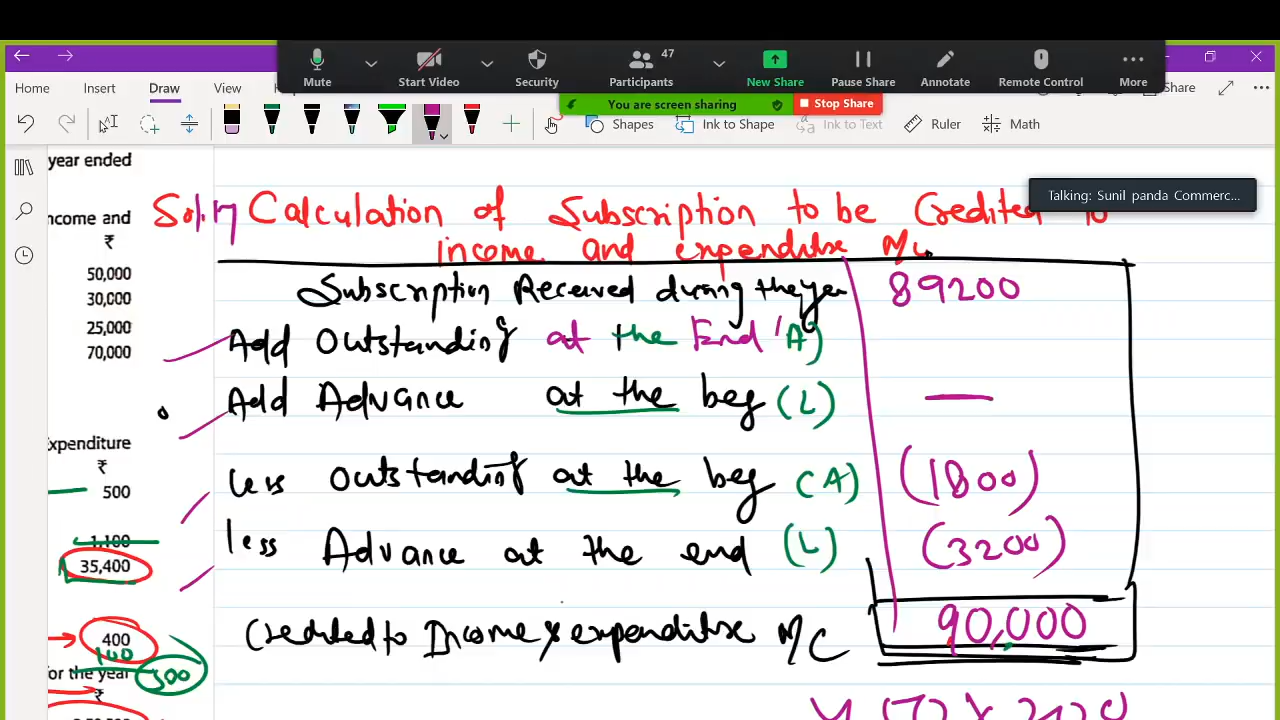 47
Mute
Start Video
Security
Participants
New Share
Pause Share
Annotate
Remote Control
More
You are screen sharing
Stop Share
Home
Insert
Draw
View
Share
Shapes
Ink to Shape
Ink to Text
Ruler
Math
Talking: Sunil panda Commerc...
year ended
ncome and
₹
50,000
30,000
25,000
70,000
Expenditure
₹
500
1,100
35,400
400
100
300
for the year
₹
Sol.17 Calculation of Subscription to be Credited to
income and expenditure A/c
Subscription Received during the year 89200
Add Outstanding at the End (A)
Add Advance at the beg (L) —
less Outstanding at the beg (A) (1800)
less Advance at the end (L) (3200)
Credited to Income & expenditure A/C 90,000